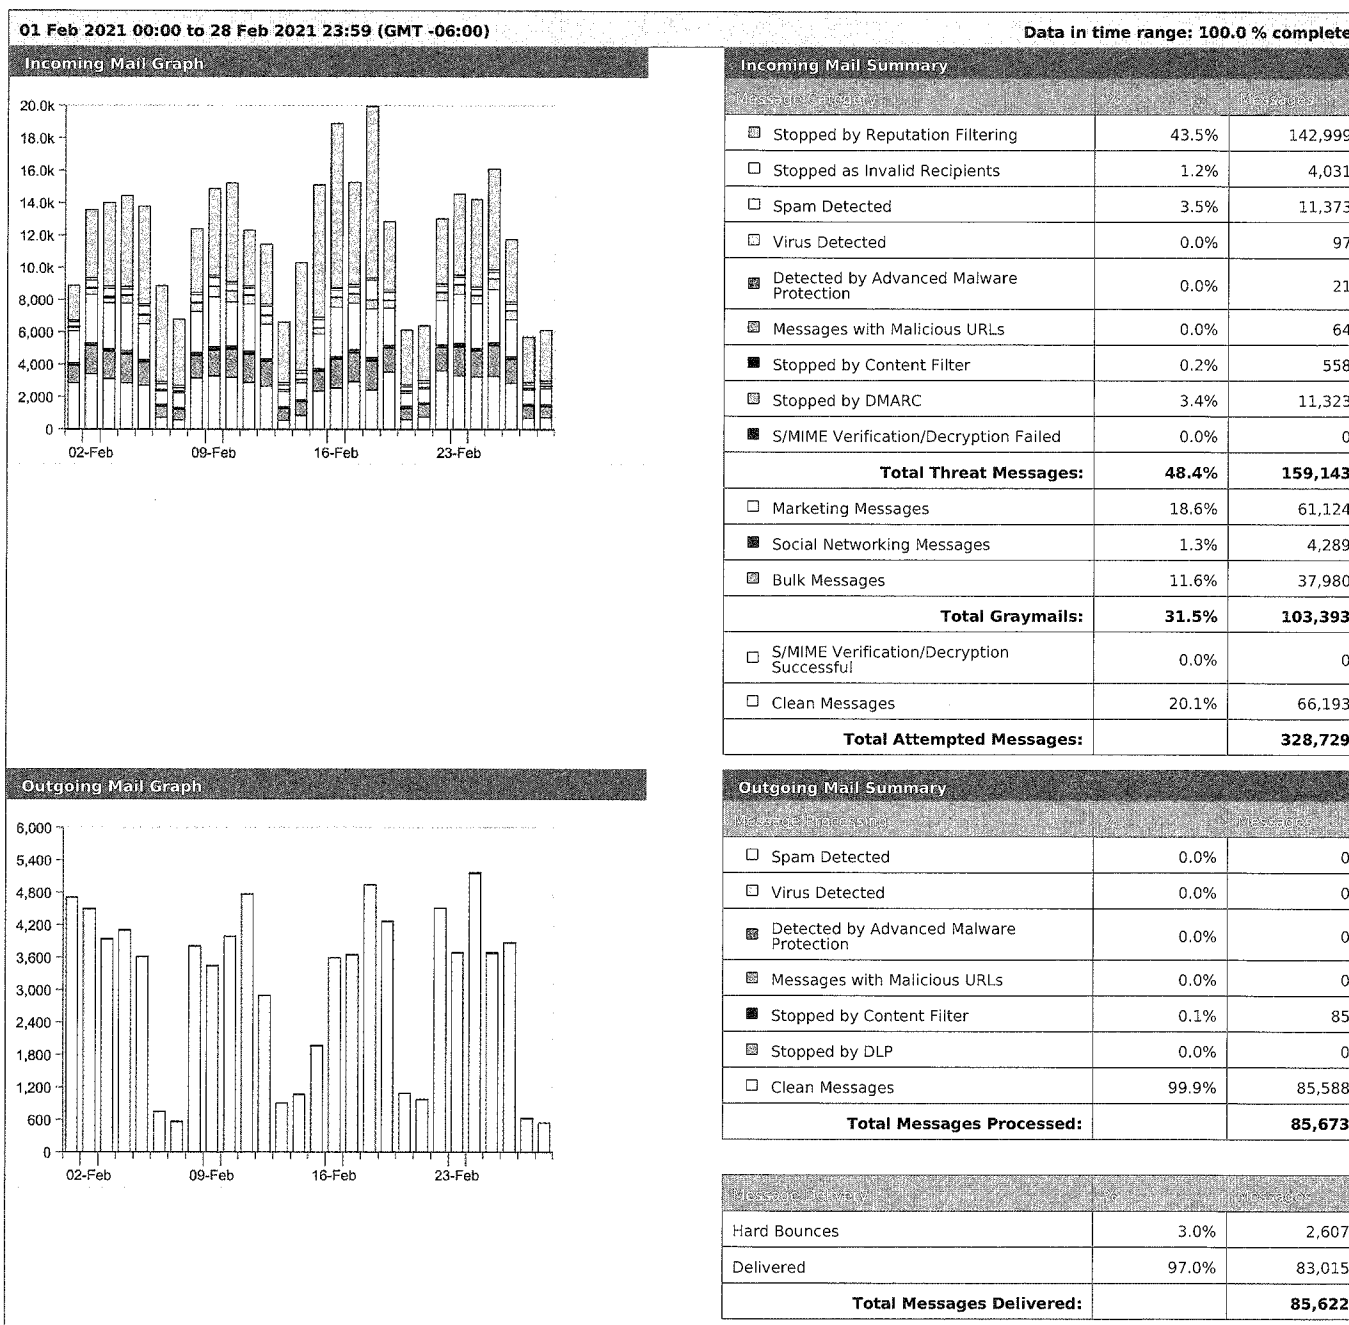 01 Feb 2021 00:00 to 28 Feb 2021 23:59 (GMT -06:00)
Data in time range: 100.0 % complete
Incoming Mail Graph
20.0k
18.0k
16.0k
14.0k
12.0k
10.0k
8,000
6,000
4,000
2,000
0
02-Feb 09-Feb 16-Feb 23-Feb
Incoming Mail Summary
Message Category % Messages
Stopped by Reputation Filtering 43.5% 142,999
Stopped as Invalid Recipients 1.2% 4,031
Spam Detected 3.5% 11,373
Virus Detected 0.0% 97
Detected by Advanced Malware
Protection 0.0% 21
Messages with Malicious URLs 0.0% 64
Stopped by Content Filter 0.2% 558
Stopped by DMARC 3.4% 11,323
S/MIME Verification/Decryption Failed 0.0% 0
Total Threat Messages: 48.4% 159,143
Marketing Messages 18.6% 61,124
Social Networking Messages 1.3% 4,289
Bulk Messages 11.6% 37,980
Total Graymails: 31.5% 103,393
S/MIME Verification/Decryption
Successful 0.0% 0
Clean Messages 20.1% 66,193
Total Attempted Messages: 328,729
Outgoing Mail Graph
6,000
5,400
4,800
4,200
3,600
3,000
2,400
1,800
1,200
600
0
02-Feb 09-Feb 16-Feb 23-Feb
Outgoing Mail Summary
Message Processing % Messages
Spam Detected 0.0% 0
Virus Detected 0.0% 0
Detected by Advanced Malware
Protection 0.0% 0
Messages with Malicious URLs 0.0% 0
Stopped by Content Filter 0.1% 85
Stopped by DLP 0.0% 0
Clean Messages 99.9% 85,588
Total Messages Processed: 85,673
Message Delivery % Messages
Hard Bounces 3.0% 2,607
Delivered 97.0% 83,015
Total Messages Delivered: 85,622